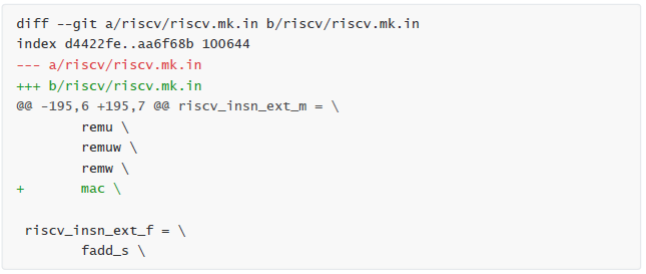 diff --git a/riscv/riscv.mk.in b/riscv/riscv.mk.in
index d4422fe..aa6f68b 100644
--- a/riscv/riscv.mk.in
+++ b/riscv/riscv.mk.in
@@ -195,6 +195,7 @@ riscv_insn_ext_m = \
        remu \
        remuw \
        remw \
+       mac \

 riscv_insn_ext_f = \
        fadd_s \